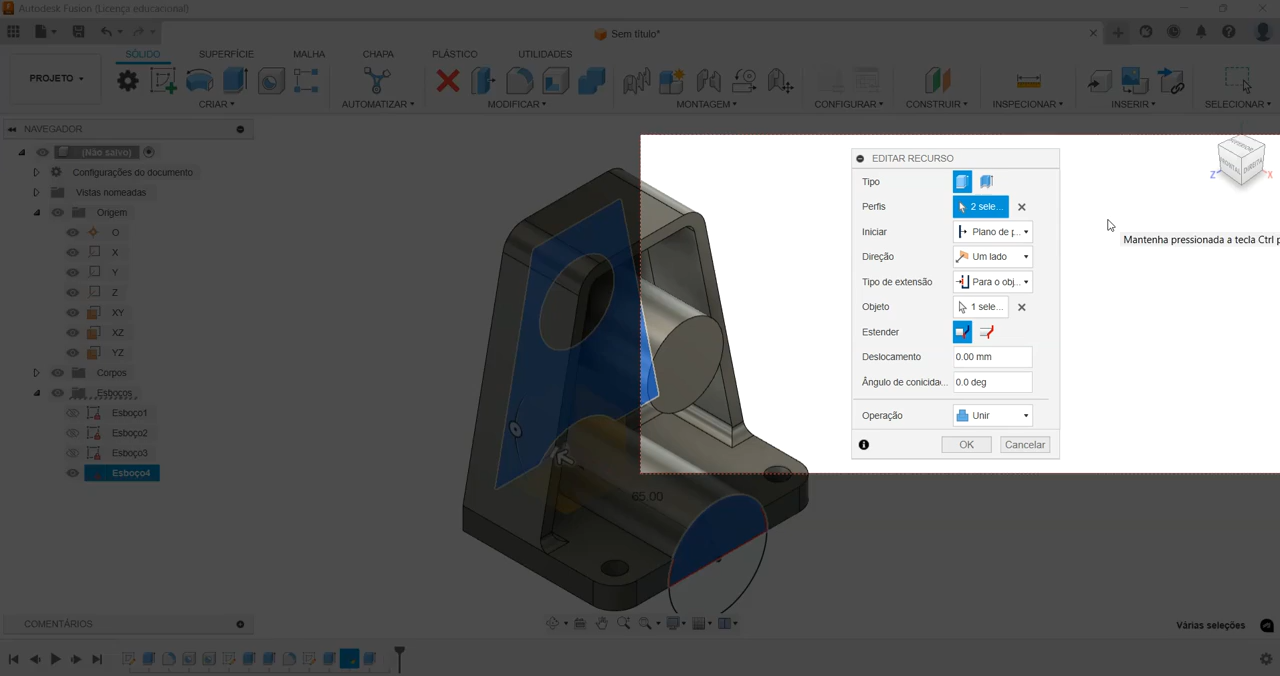 Autodesk Fusion (Licença educacional)
Sem título*
SÓLIDO SUPERFÍCIE MALHA CHAPA PLÁSTICO UTILIDADES
PROJETO
CRIAR AUTOMATIZAR MODIFICAR MONTAGEM CONFIGURAR CONSTRUIR INSPECIONAR INSERIR SELECIONAR
NAVEGADOR
(Não salvo)
Configurações do documento
Vistas nomeadas
Origem
O
X
Y
Z
XY
XZ
YZ
Corpos
Esboços
Esboço1
Esboço2
Esboço3
Esboço4
65.00
EDITAR RECURSO
Tipo
Perfis 2 sele...
Iniciar Plano de p...
Direção Um lado
Tipo de extensão Para o obj...
Objeto 1 sele...
Estender
Deslocamento 0.00 mm
Ângulo de conicida... 0.0 deg
Operação Unir
OK Cancelar
FRONTAL DIREITA
Z X
Mantenha pressionada a tecla Ctrl p
COMENTÁRIOS
Várias seleções